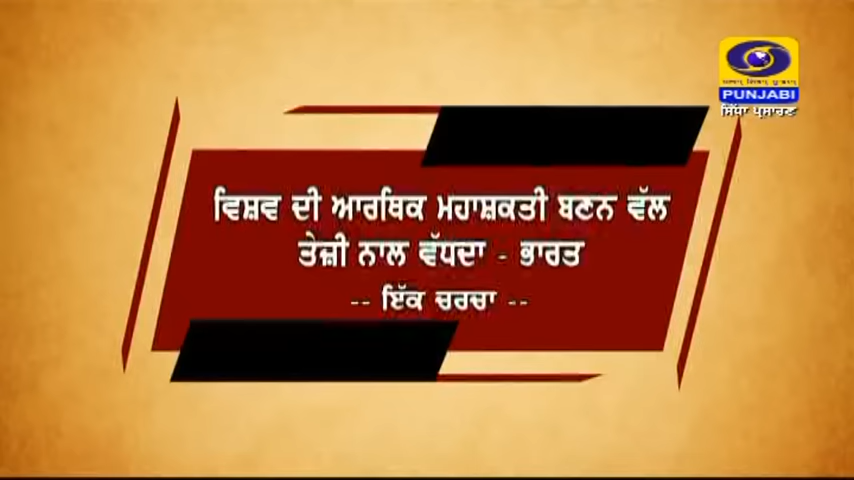 PUNJABI
ਸਿੱਧਾ ਪ੍ਰਸਾਰਣ
ਵਿਸ਼ਵ ਦੀ ਆਰਥਿਕ ਮਹਾਸ਼ਕਤੀ ਬਣਨ ਵੱਲ
ਤੇਜ਼ੀ ਨਾਲ ਵੱਧਦਾ - ਭਾਰਤ
-- ਇੱਕ ਚਰਚਾ --